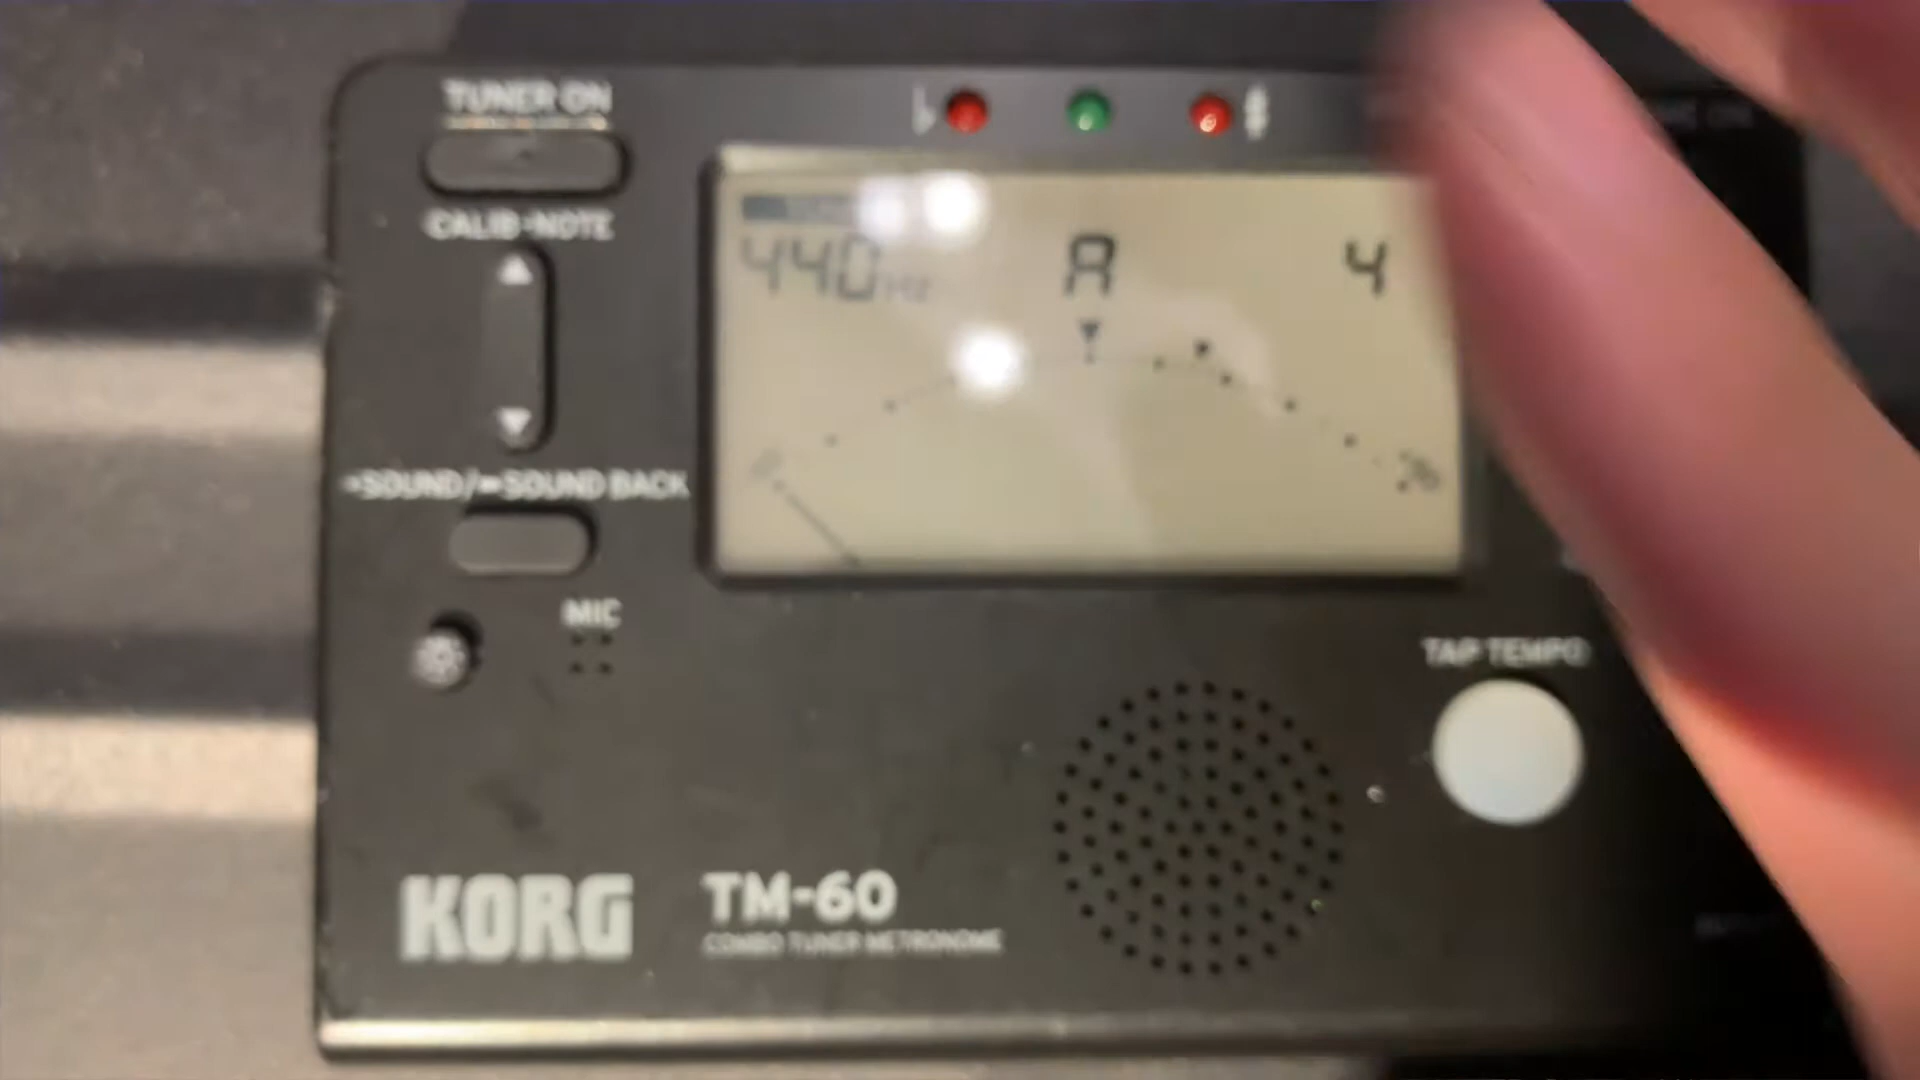 TUNER ON
CALIB•NOTE
440Hz A 4
SOUND/SOUND BACK
MIC
TAP TEMPO
KORG TM-60
COMBO TUNER METRONOME